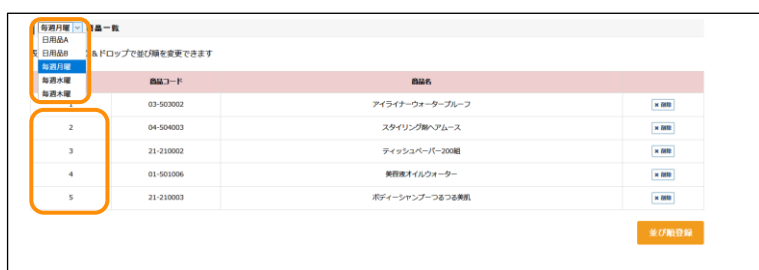 毎週月曜 商品一覧
日用品A
日用品B &ドロップで並び順を変更できます
毎週月曜
毎週水曜
毎週木曜
商品コード 商品名
1 03-503002 アイライナーウォータープルーフ 削除
2 04-504003 スタイリング剤ヘアムース 削除
3 21-210002 ティッシュペーパー200組 削除
4 01-501006 美容液オイルウォーター 削除
5 21-210003 ボディーシャンプーつるつる美肌 削除
並び順登録